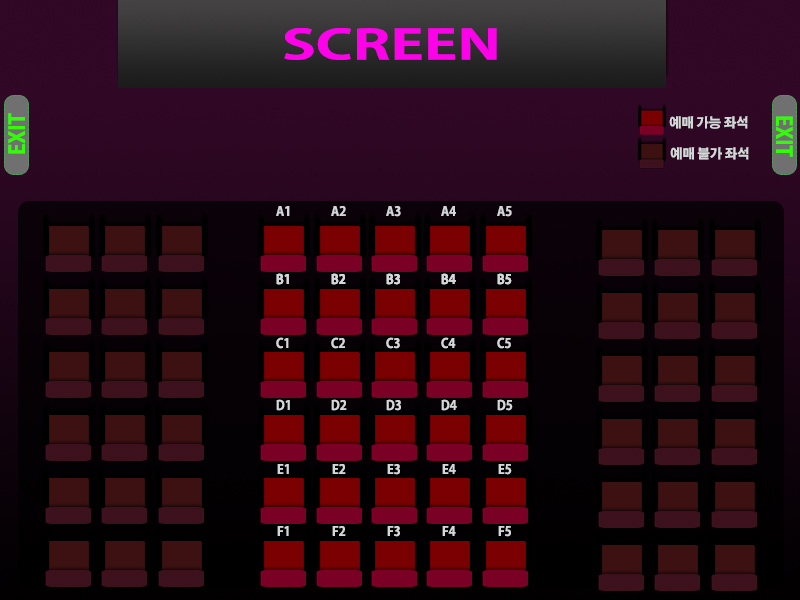 SCREEN
EXIT
EXIT
예매 가능 좌석
예매 불가 좌석
A1 A2 A3 A4 A5
B1 B2 B3 B4 B5
C1 C2 C3 C4 C5
D1 D2 D3 D4 D5
E1 E2 E3 E4 E5
F1 F2 F3 F4 F5